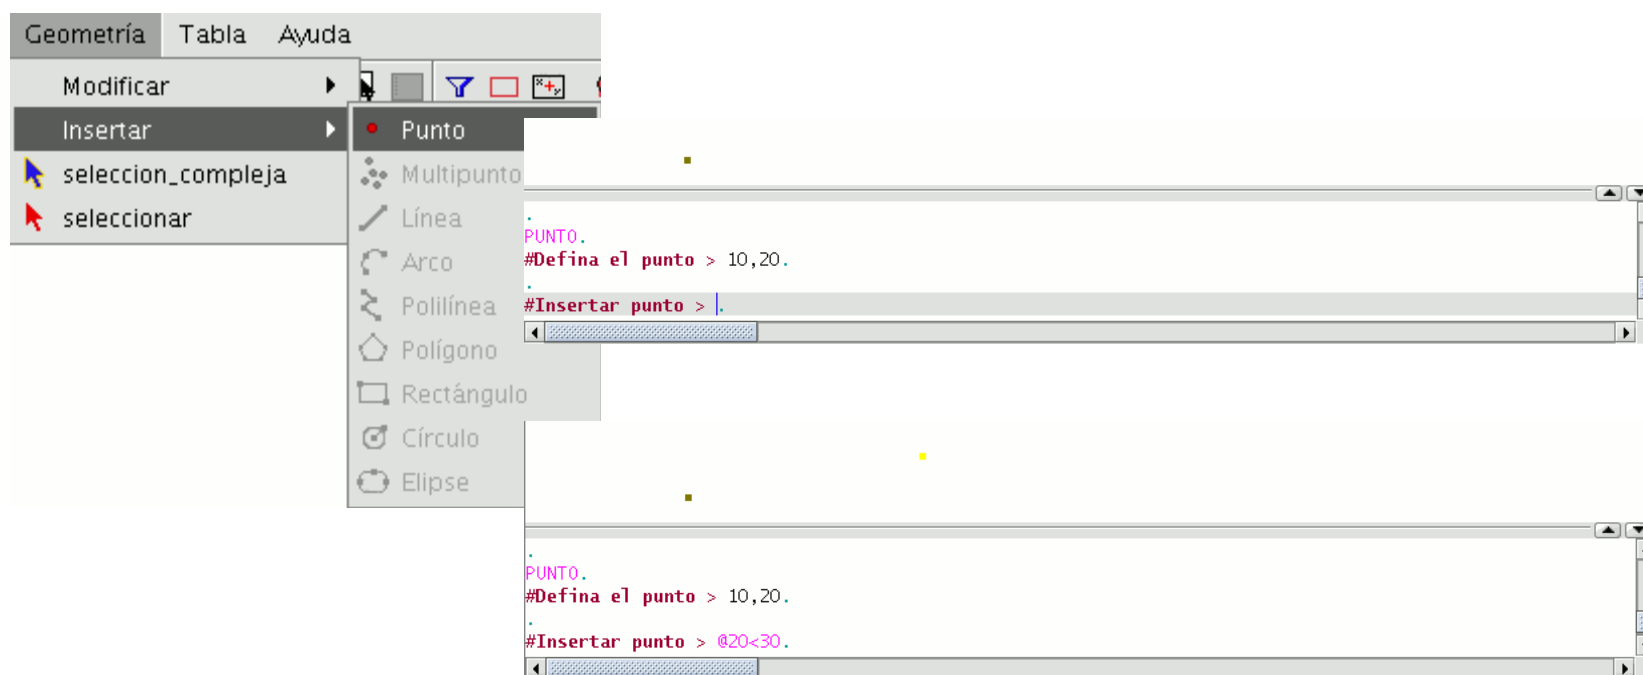 Geometría Tabla Ayuda
Modificar
Insertar
seleccion_compleja
seleccionar
Punto
Multipunto
Línea
Arco
Polilínea
Polígono
Rectángulo
Círculo
Elipse
.
PUNTO.
#Defina el punto > 10,20.
.
#Insertar punto > .
.
PUNTO.
#Defina el punto > 10,20.
.
#Insertar punto > @20<30.